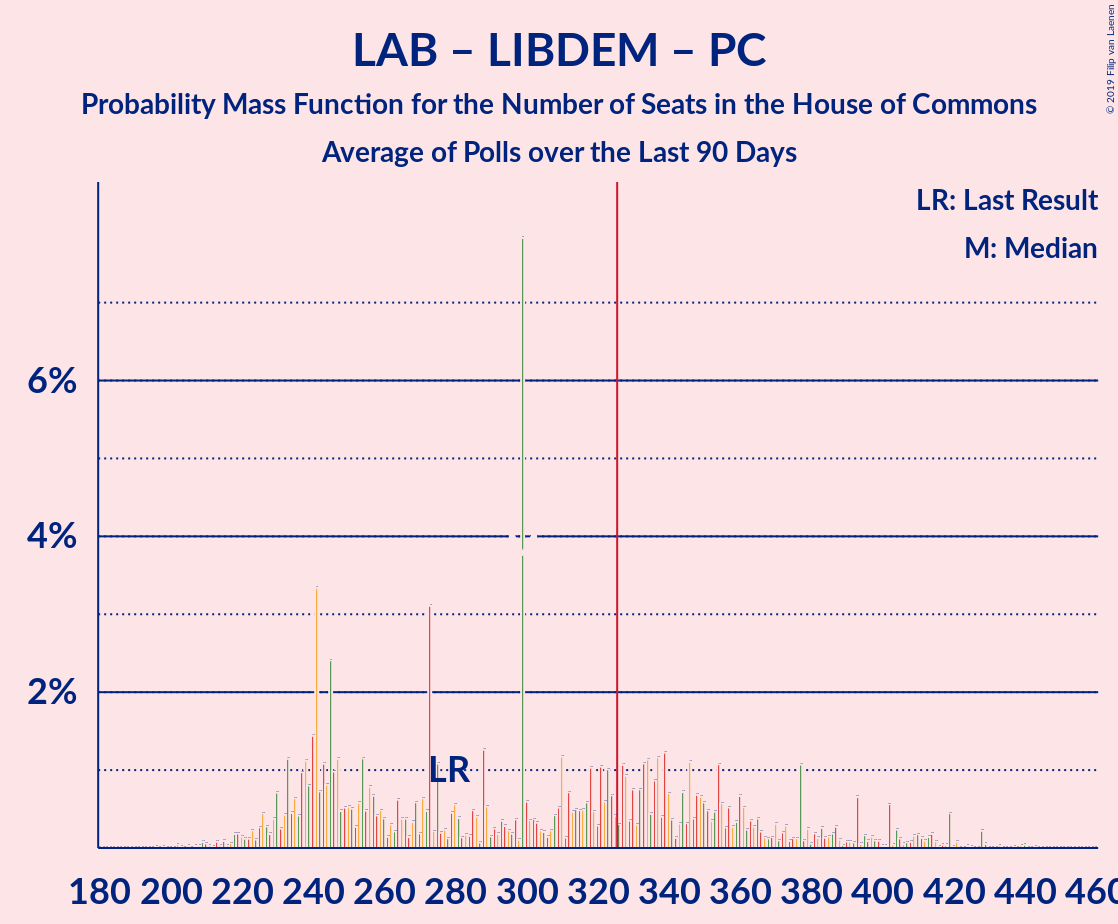 LAB – LIBDEM – PC
Probability Mass Function for the Number of Seats in the House of Commons
Average of Polls over the Last 90 Days
© 2019 Filip van Laenen
LR: Last Result
M: Median
6%
4%
2%
LR
180 200 220 240 260 280 300 320 340 360 380 400 420 440 460